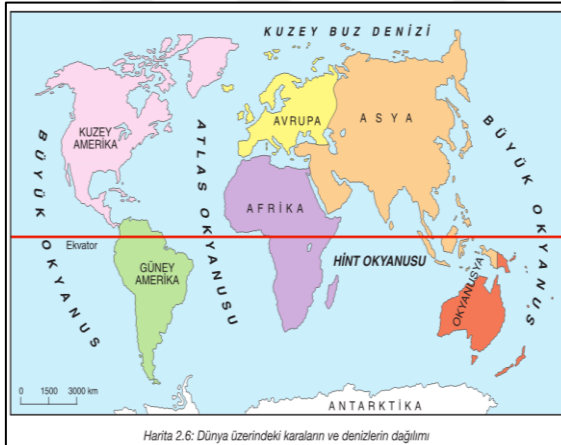 KUZEY BUZ DENİZİ
KUZEY
AMERİKA
AVRUPA
ASYA
BÜYÜK OKYANUS
ATLAS OKYANUSU
BÜYÜK OKYANUS
AFRİKA
Ekvator
GÜNEY
AMERİKA
HİNT OKYANUSU
OKYANUSYA
0 1500 3000 km
ANTARKTİKA
Harita 2.6: Dünya üzerindeki karaların ve denizlerin dağılımı